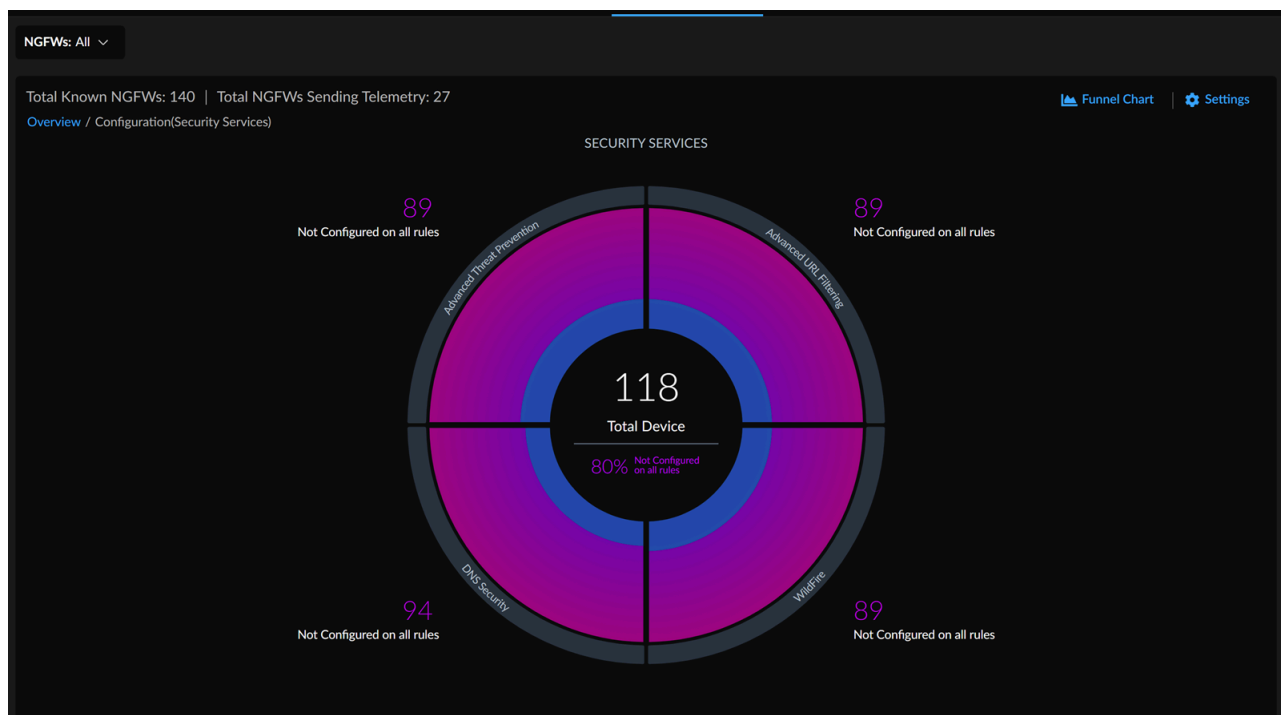 NGFWs: All
Total Known NGFWs: 140 | Total NGFWs Sending Telemetry: 27
Funnel Chart | Settings
Overview / Configuration(Security Services)
SECURITY SERVICES
89
Not Configured on all rules
89
Not Configured on all rules
Advanced Threat Prevention
Advanced URL Filtering
118
Total Device
80% Not Configured
on all rules
DNS Security
WildFire
94
Not Configured on all rules
89
Not Configured on all rules